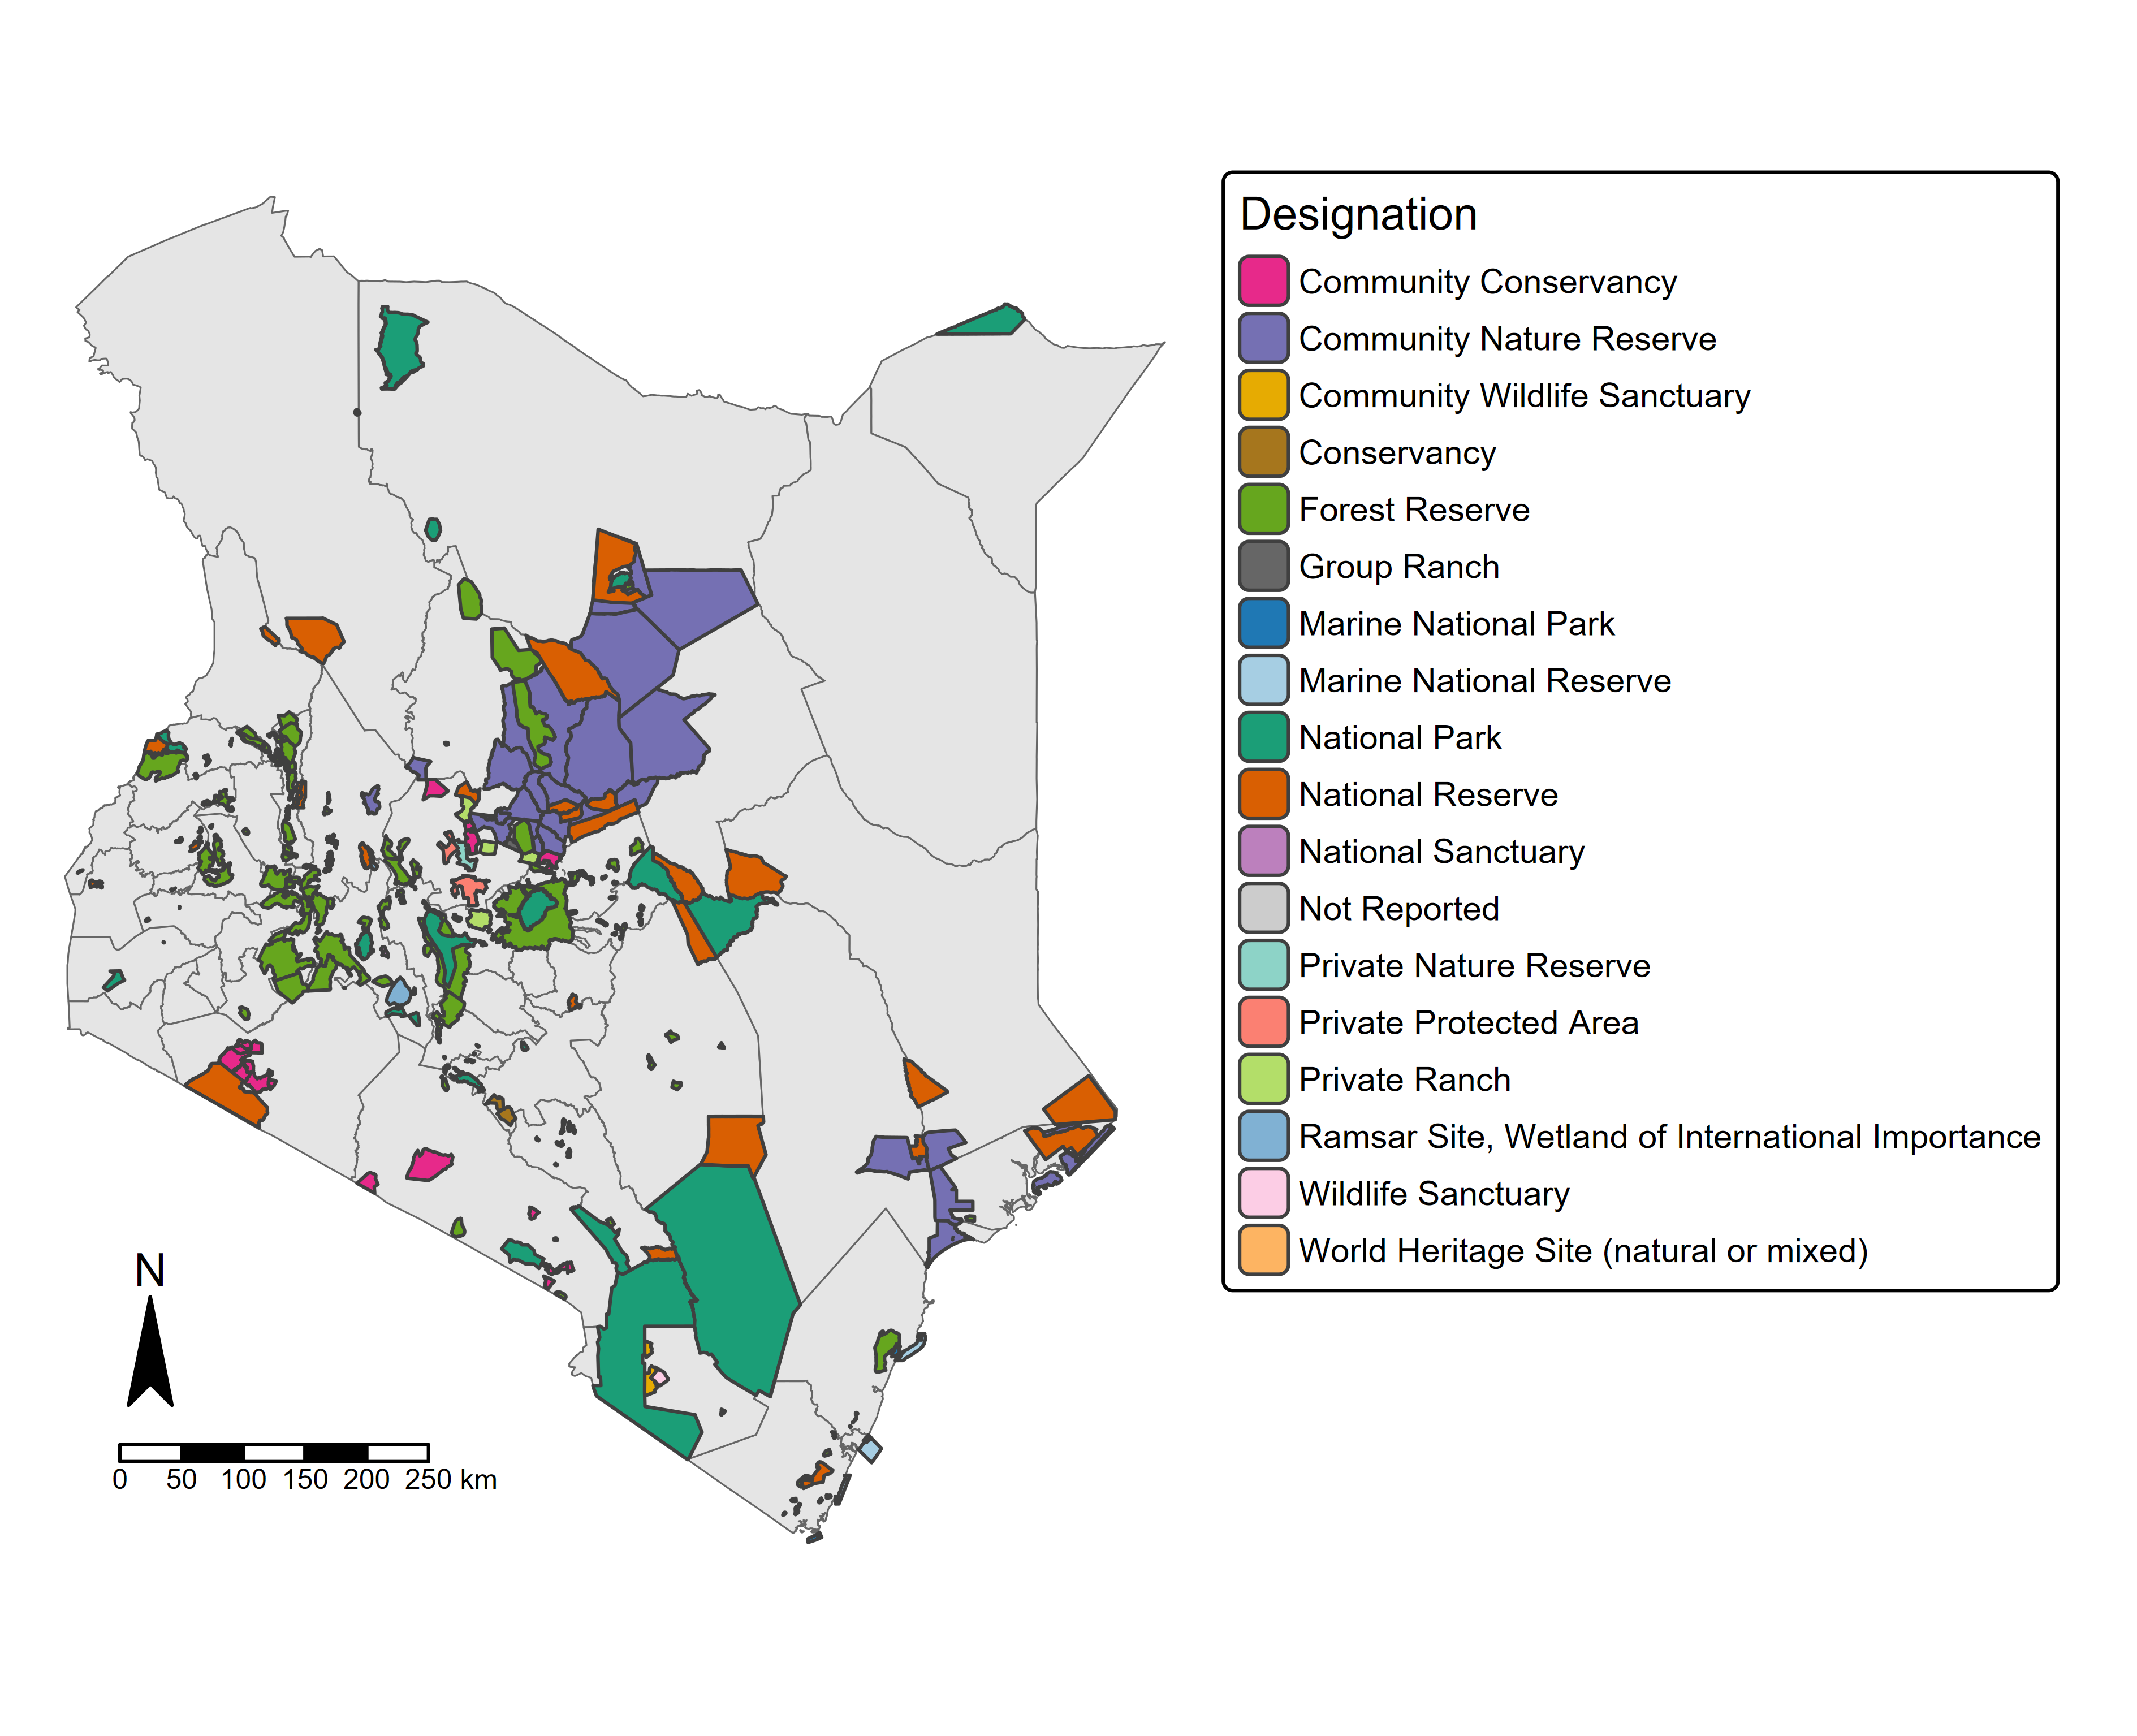 Designation
Community Conservancy
Community Nature Reserve
Community Wildlife Sanctuary
Conservancy
Forest Reserve
Group Ranch
Marine National Park
Marine National Reserve
National Park
National Reserve
National Sanctuary
Not Reported
Private Nature Reserve
Private Protected Area
Private Ranch
Ramsar Site, Wetland of International Importance
Wildlife Sanctuary
World Heritage Site (natural or mixed)
N
0 50 100 150 200 250 km